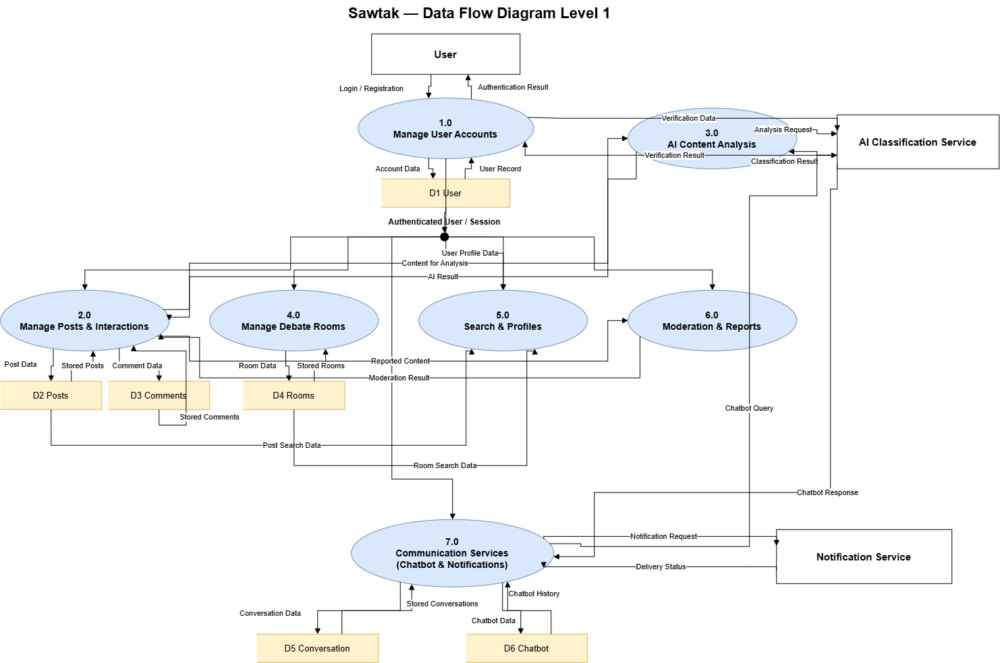 Sawtak — Data Flow Diagram Level 1
User
Login / Registration
Authentication Result
1.0
Manage User Accounts
Verification Data
Analysis Request
3.0
AI Content Analysis
AI Classification Service
Verification Result
Classification Result
Account Data
User Record
D1 User
Authenticated User / Session
User Profile Data
Content for Analysis
AI Result
2.0
Manage Posts & Interactions
4.0
Manage Debate Rooms
5.0
Search & Profiles
6.0
Moderation & Reports
Post Data
Stored Posts
Comment Data
Room Data
Stored Rooms
Reported Content
Moderation Result
D2 Posts
D3 Comments
D4 Rooms
Stored Comments
Chatbot Query
Post Search Data
Room Search Data
Chatbot Response
7.0
Communication Services
(Chatbot & Notifications)
Notification Request
Notification Service
Delivery Status
Chatbot History
Stored Conversations
Conversation Data
Chatbot Data
D5 Conversation
D6 Chatbot